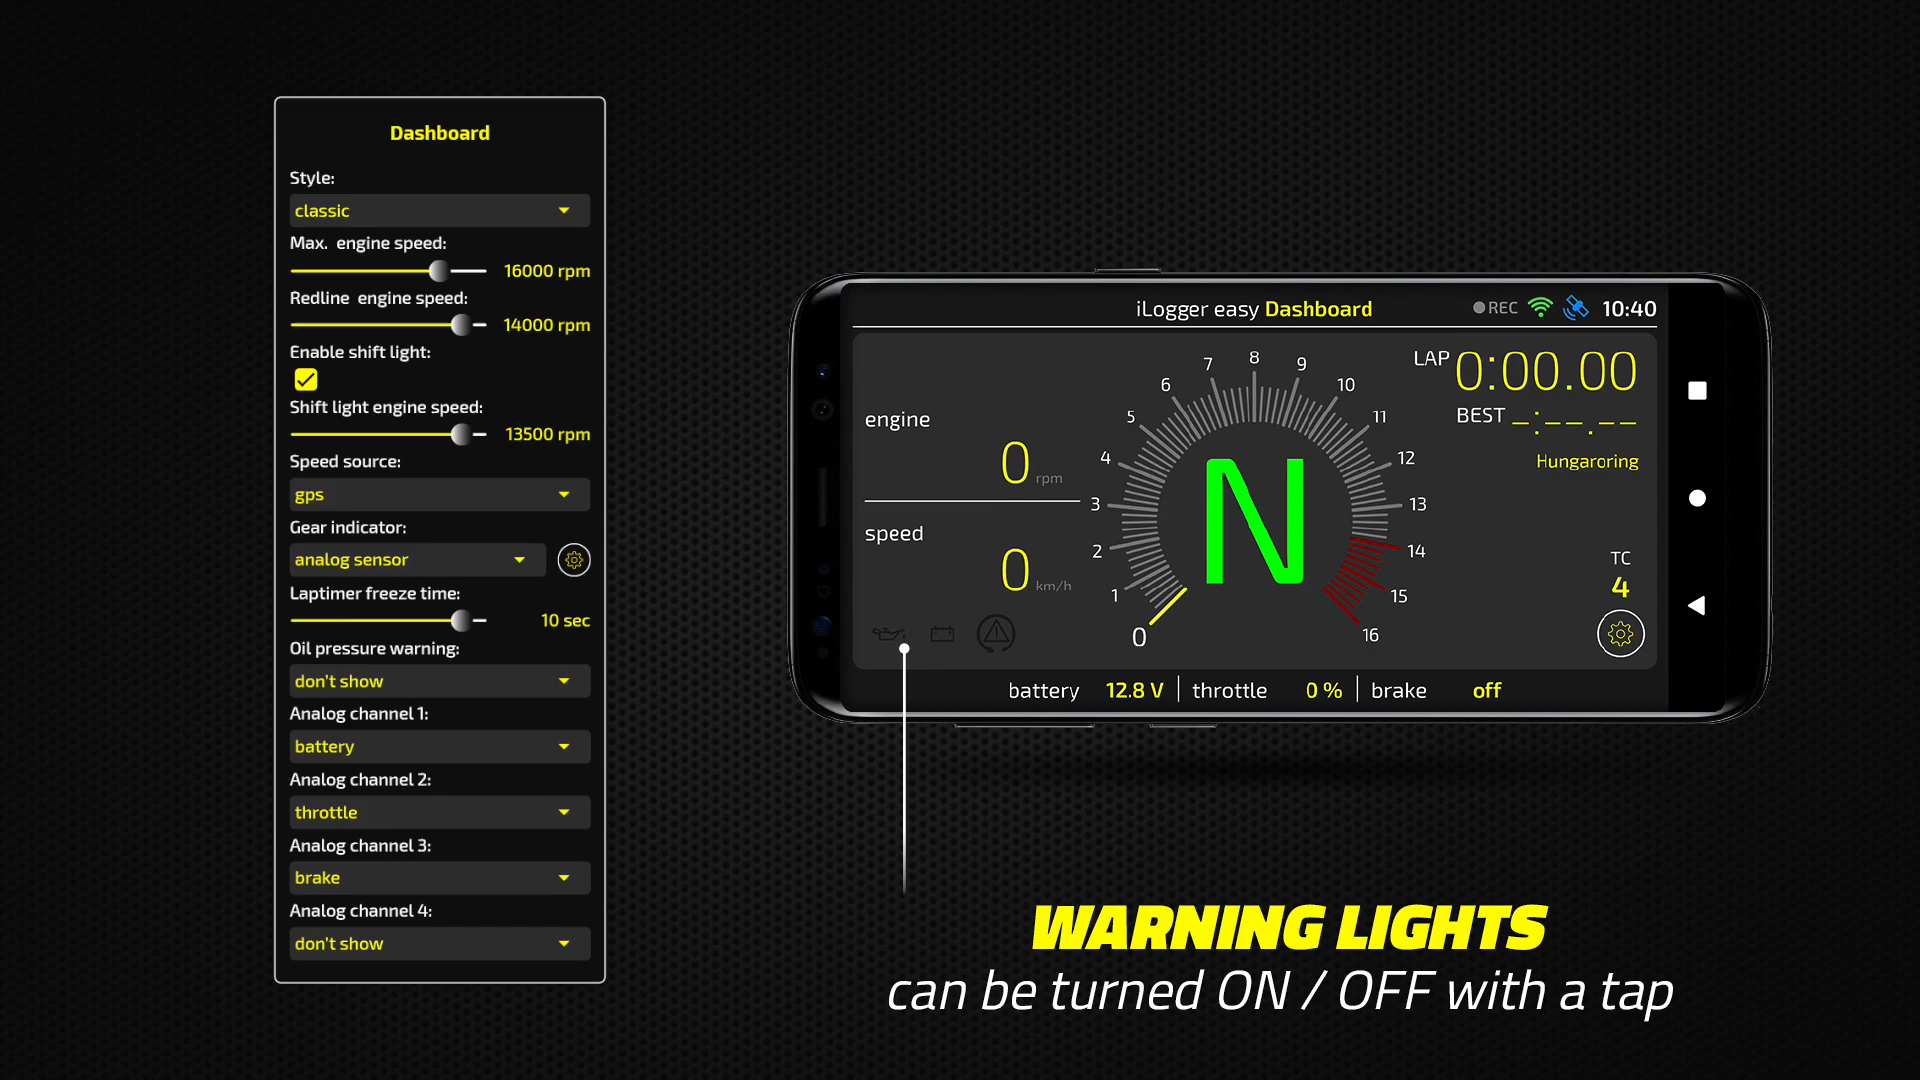 Dashboard
Style:
classic
Max. engine speed:
16000 rpm
Redline engine speed:
14000 rpm
Enable shift light:
Shift light engine speed:
13500 rpm
Speed source:
gps
Gear indicator:
analog sensor
Laptimer freeze time:
10 sec
Oil pressure warning:
don't show
Analog channel 1:
battery
Analog channel 2:
throttle
Analog channel 3:
brake
Analog channel 4:
don't show
iLogger easy Dashboard
REC
10:40
LAP 0:00.00
BEST _:__.__
Hungaroring
engine
0 rpm
speed
0 km/h
0
1
2
3
4
5
6
7
8
9
10
11
12
13
14
15
16
N
TC
4
battery 12.8 V | throttle 0 % | brake off
WARNING LIGHTS
can be turned ON / OFF with a tap